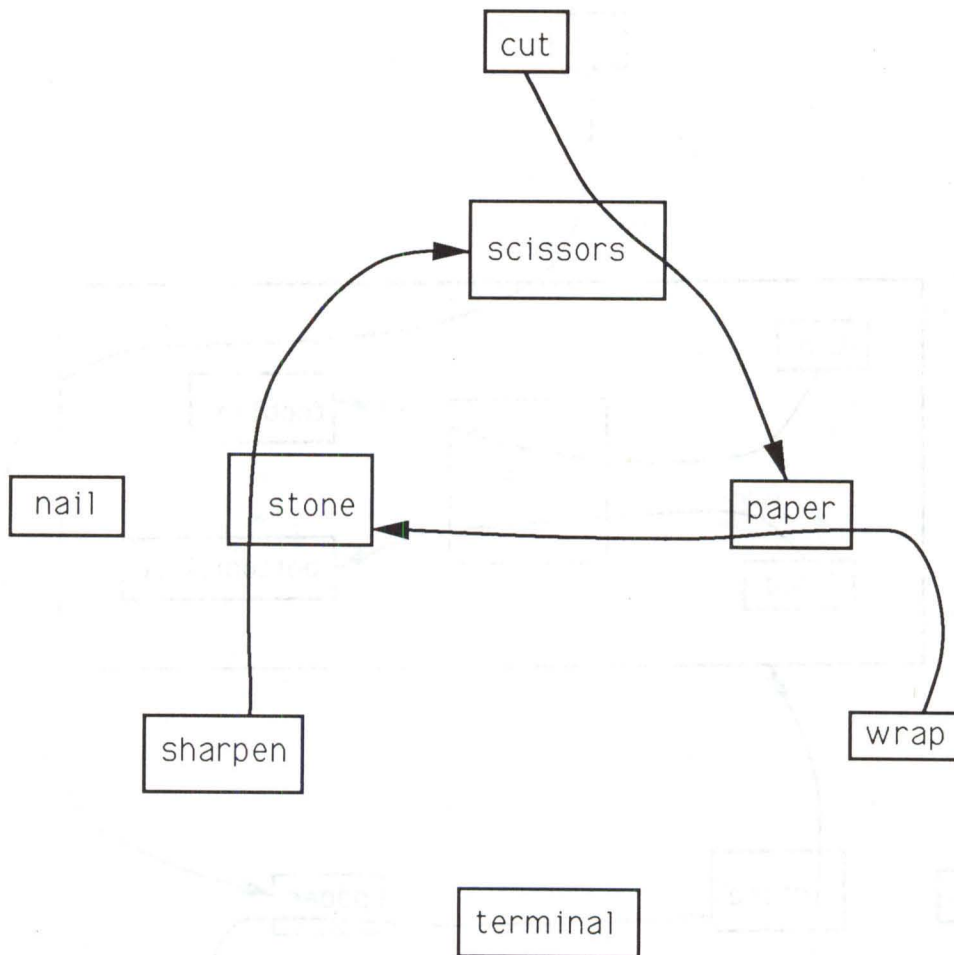 cut
scissors
nail
stone
paper
sharpen
wrap
terminal